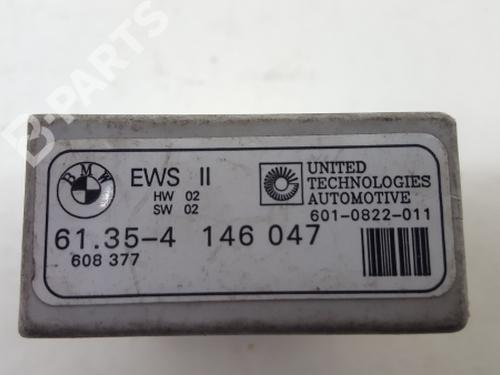 B-PARTS
BMW
EWS II
HW 02
SW 02
UNITED
TECHNOLOGIES
AUTOMOTIVE
601-0822-011
61.35-4 146 047
608 377